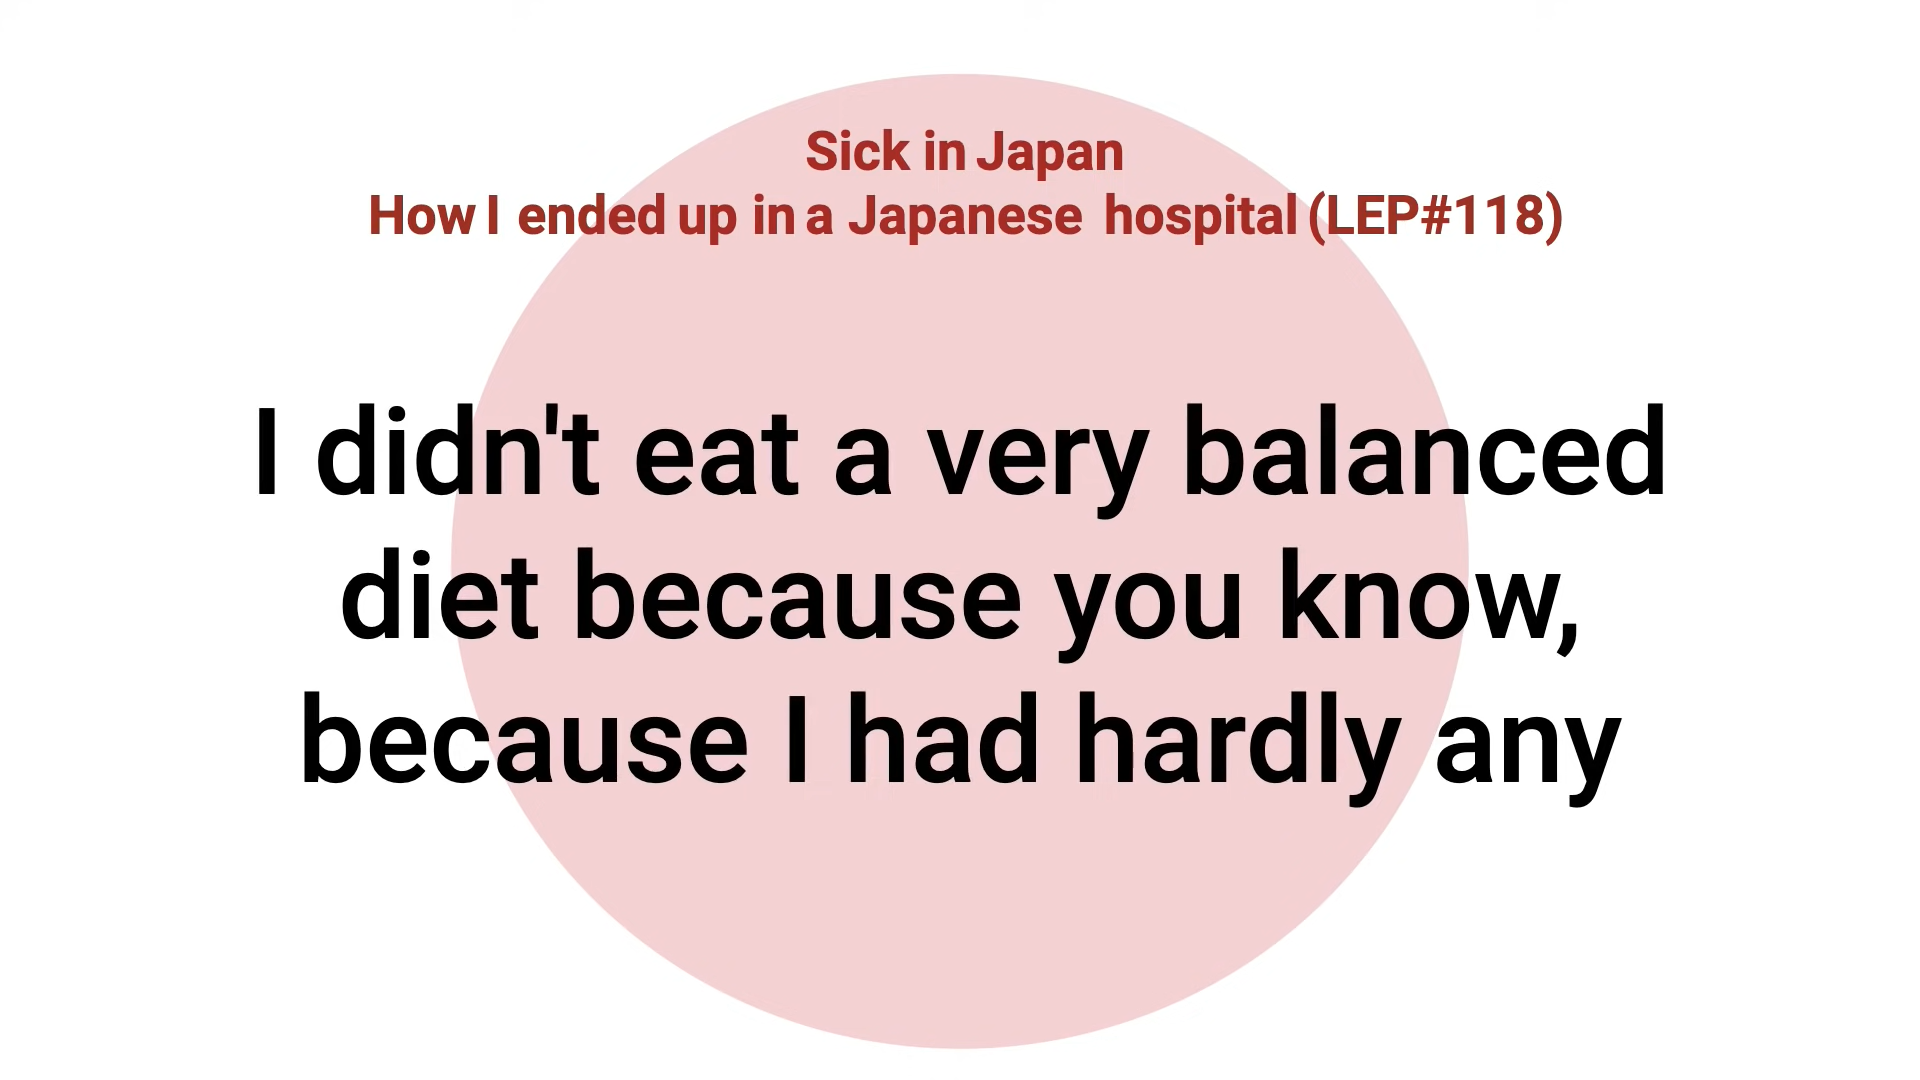 Sick in Japan
How I ended up in a Japanese hospital (LEP#118)
I didn't eat a very balanced
diet because you know,
because I had hardly any